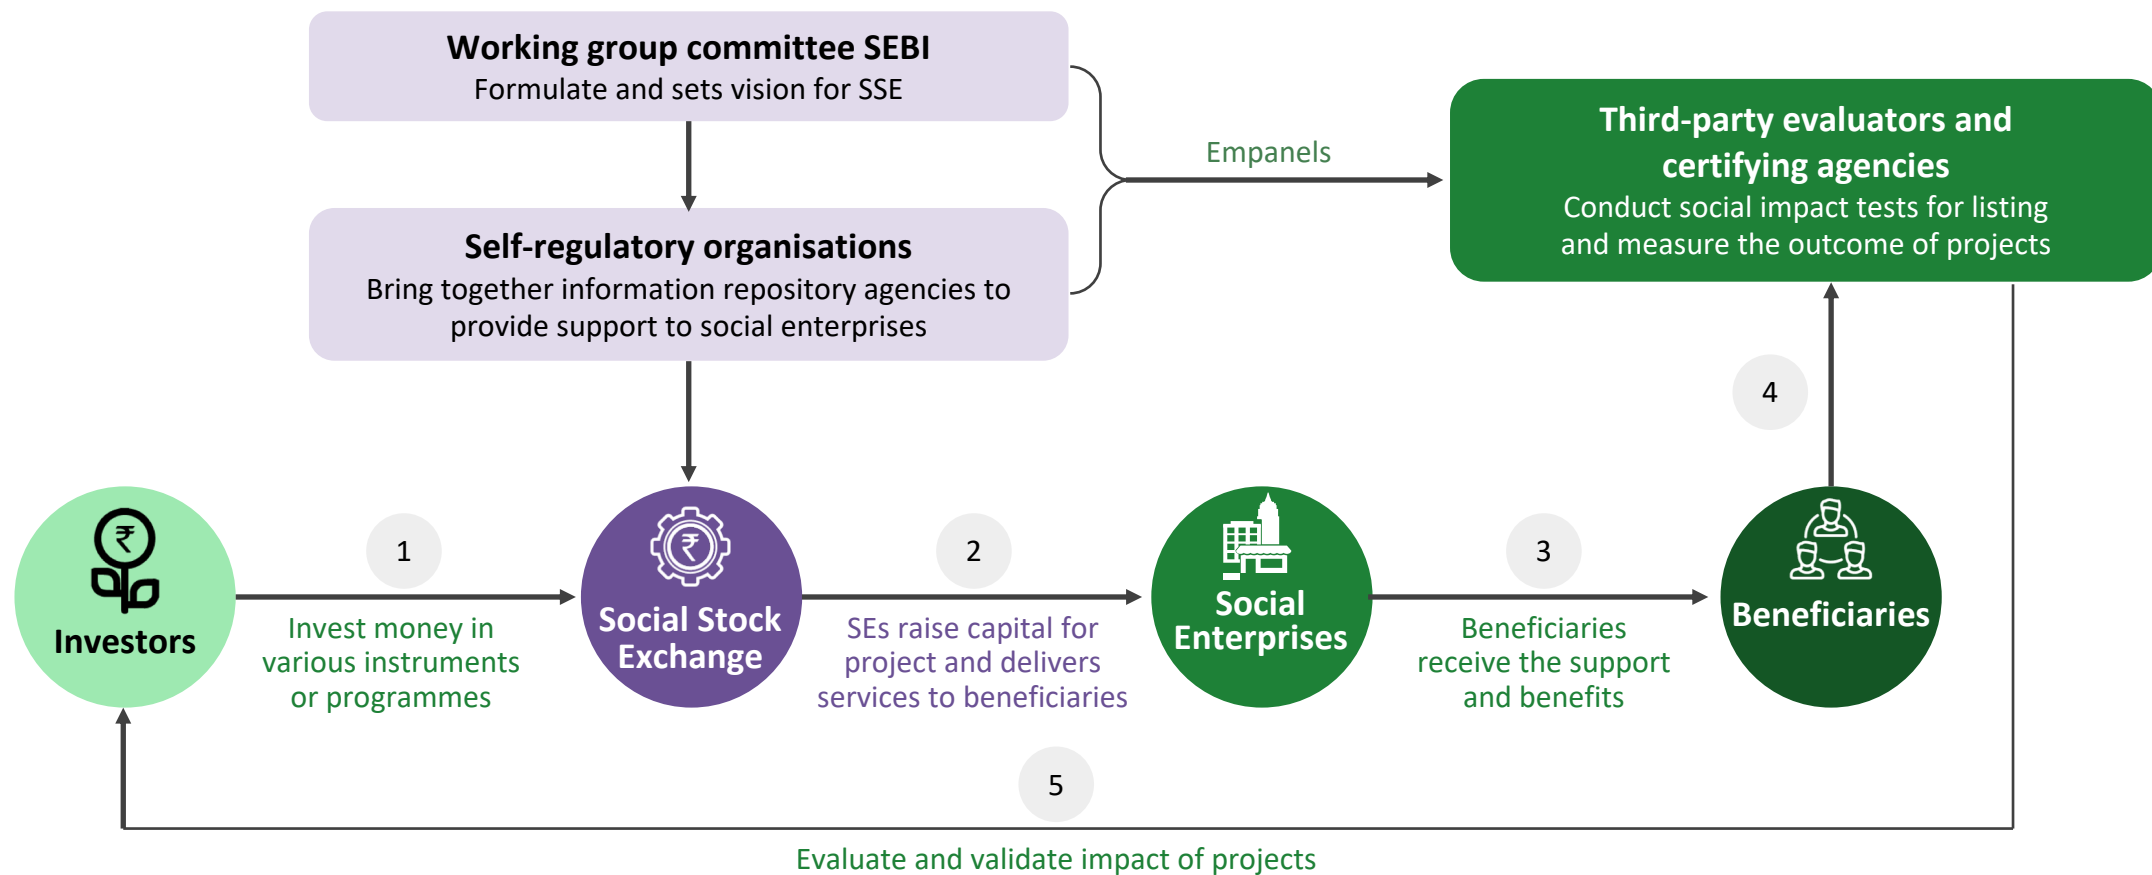 Working group committee SEBI
Formulate and sets vision for SSE
Third-party evaluators and
certifying agencies
Conduct social impact tests for listing
and measure the outcome of projects
Empanels
Self-regulatory organisations
Bring together information repository agencies to
provide support to social enterprises
4
₹
Investors
1
Invest money in
various instruments
or programmes
₹
Social Stock
Exchange
2
SEs raise capital for
project and delivers
services to beneficiaries
Social
Enterprises
3
Beneficiaries
receive the support
and benefits
Beneficiaries
5
Evaluate and validate impact of projects